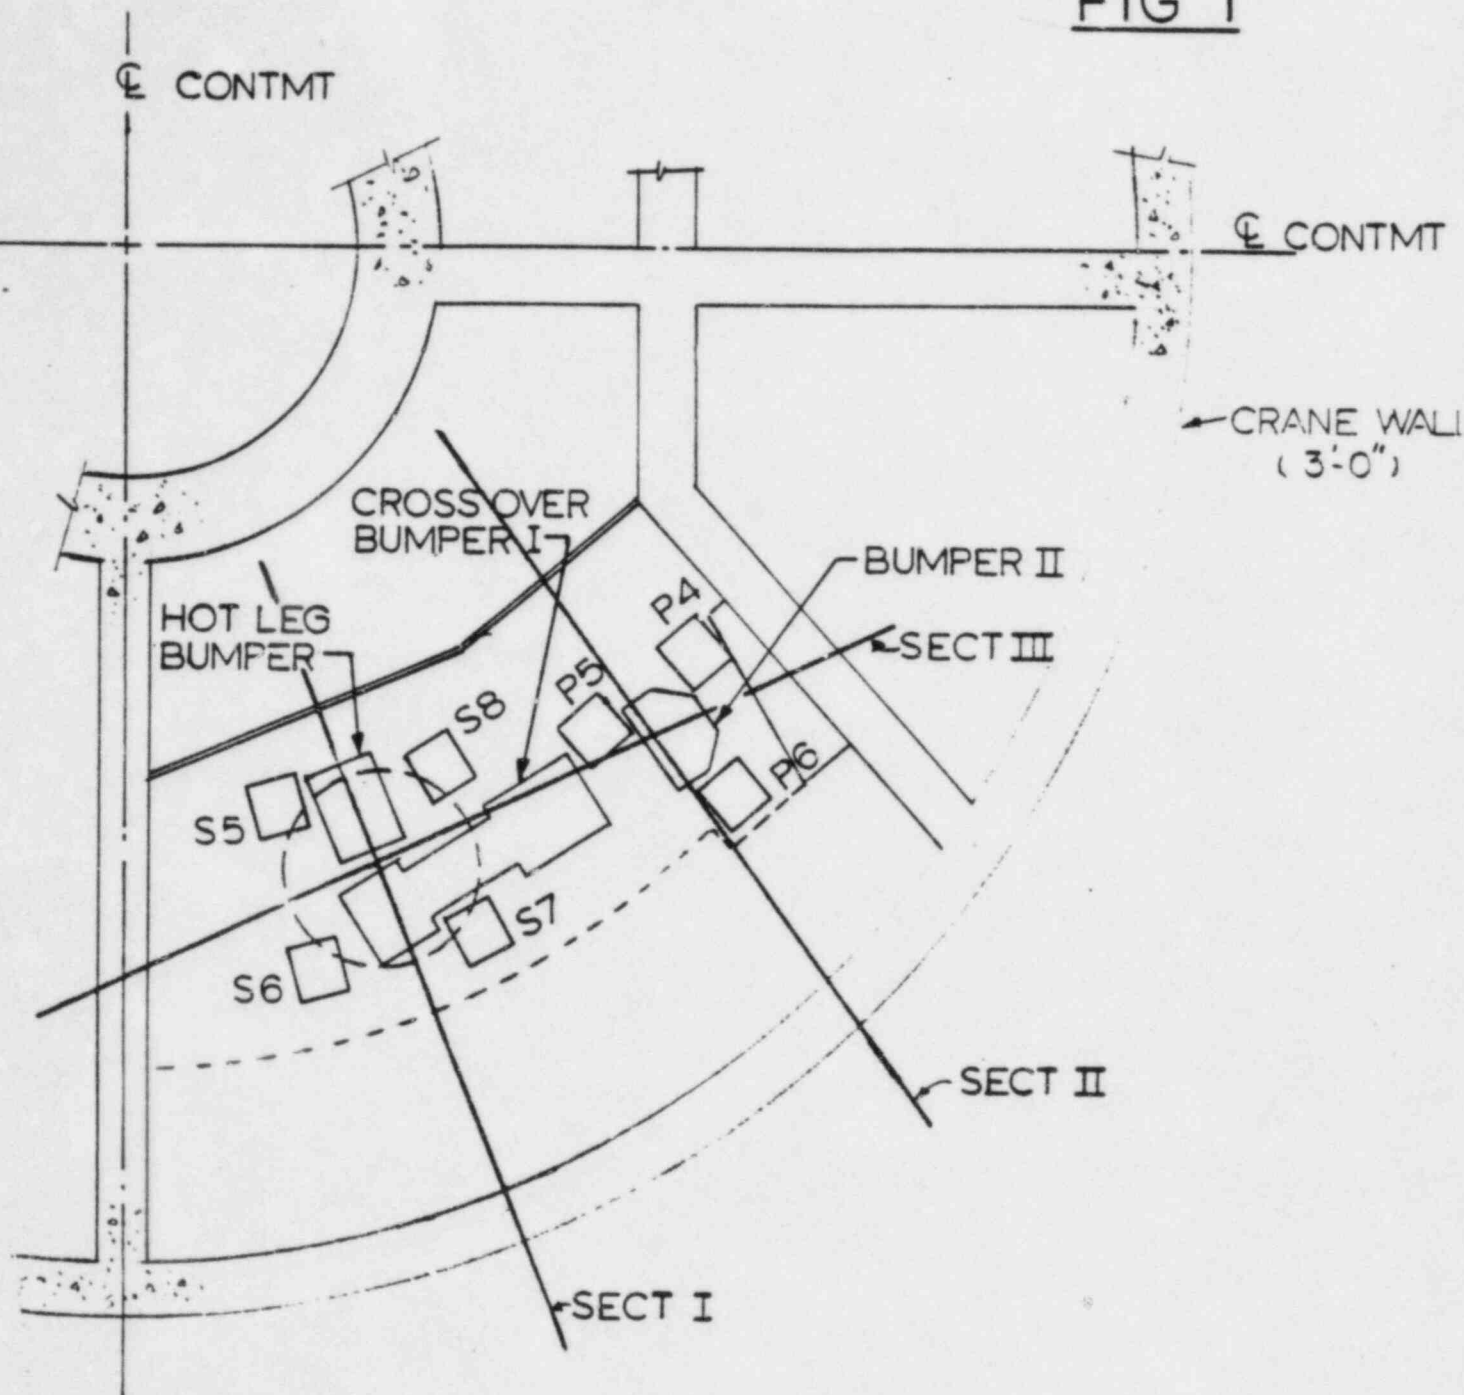 FIG 1
℄ CONTMT
℄ CONTMT
CRANE WALL
(3'-0")
CROSS OVER
BUMPER I
BUMPER II
HOT LEG
BUMPER
P4
SECT III
P5
S8
P6
S5
S7
S6
SECT II
SECT I